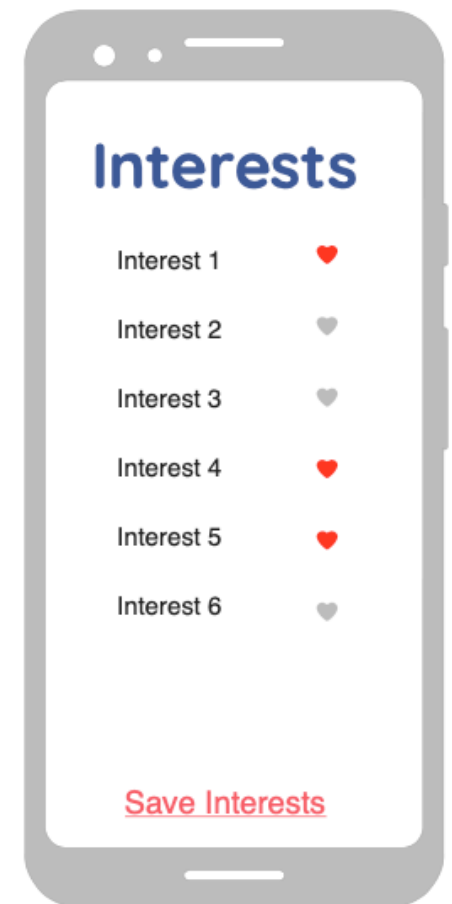 Interests
Interest 1
Interest 2
Interest 3
Interest 4
Interest 5
Interest 6
Save Interests